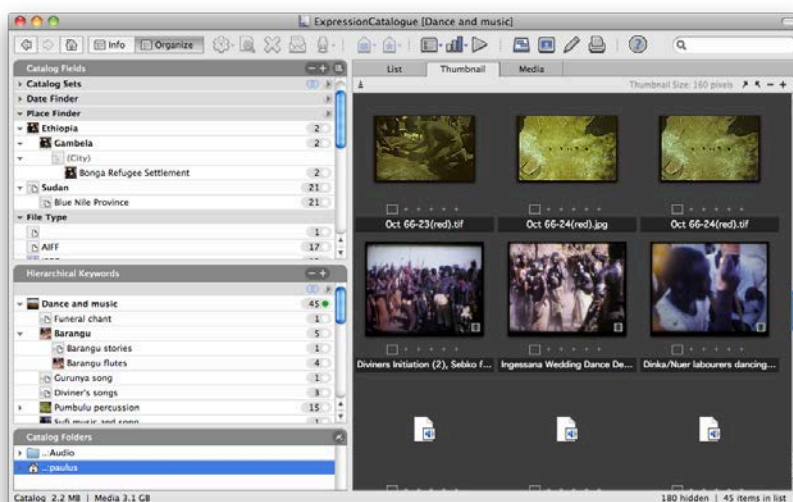 ExpressionCatalogue [Dance and music]
Info Organize
Catalog Fields
Catalog Sets
Date Finder
Place Finder
Ethiopia 2
Gambela 2
(City)
Bonga Refugee Settlement 2
Sudan 21
Blue Nile Province 21
File Type
1
AIFF 17
Hierarchical Keywords
Dance and music 45
Funeral chant 1
Barangu 5
Barangu stories 1
Barangu flutes 4
Gurunya song 1
Diviner's songs 3
Pumbulu percussion 15
Sufi music and song 1
Catalog Folders
..:Audio
..:paulus
Catalog 2.2 MB | Media 3.1 GB
List Thumbnail Media
Thumbnail Size: 160 pixels
Oct 66-23(red).tif Oct 66-24(red).jpg Oct 66-24(red).tif
Diviners Initiation (2), Sebko f... Ingessana Wedding Dance De... Dinka/Nuer labourers dancing...
180 hidden | 45 items in list